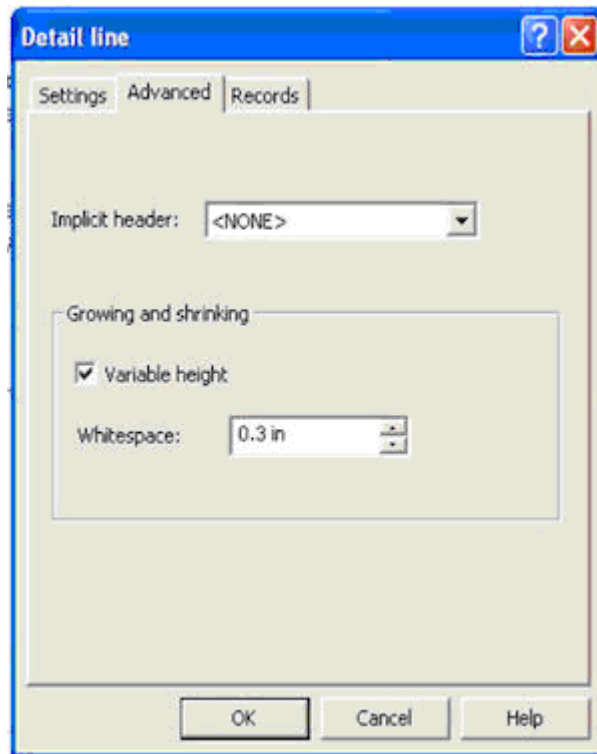 Detail line
Settings Advanced Records
Implicit header: <NONE>
Growing and shrinking
Variable height
Whitespace: 0.3 in
OK Cancel Help